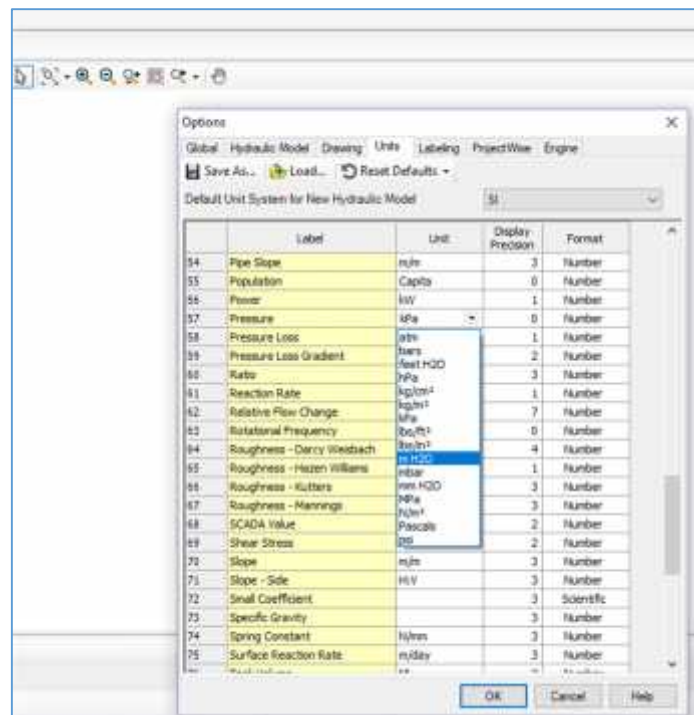 Options
Global Hydraulic Model Drawing Units Labeling ProjectWise Engine
Save As... Load... Reset Defaults
Default Unit System for New Hydraulic Model SI
Label Unit Display Precision Format
54 Pipe Slope m/m 3 Number
55 Population Capita 0 Number
56 Power kW 1 Number
57 Pressure kPa 0 Number
58 Pressure Loss atm 1 Number
59 Pressure Loss Gradient bars 2 Number
feet H2O
60 Ratio hPa 3 Number
61 Reaction Rate kg/cm² 1 Number
kg/m²
62 Relative Flow Change kPa 7 Number
63 Rotational Frequency lbs/ft² 0 Number
lbs/in²
64 Roughness - Darcy Weisbach m H2O 4 Number
65 Roughness - Hazen Williams mbar 1 Number
66 Roughness - Kutters mm H2O 3 Number
67 Roughness - Mannings MPa 3 Number
N/m²
68 SCADA Value Pascals 2 Number
69 Shear Stress psi 2 Number
70 Slope m/m 3 Number
71 Slope - Side H:V 3 Number
72 Small Coefficient 3 Scientific
73 Specific Gravity 3 Number
74 Spring Constant N/mm 3 Number
75 Surface Reaction Rate m/day 3 Number
OK Cancel Help